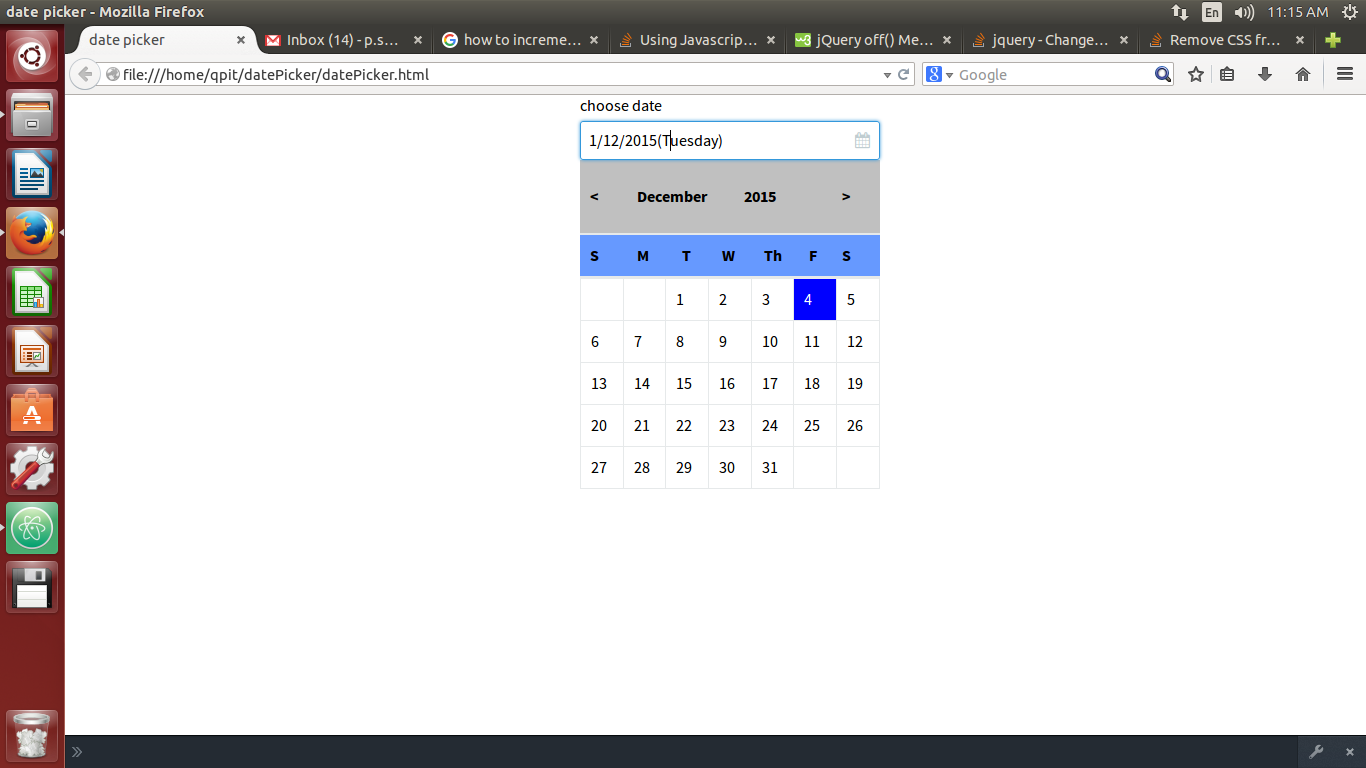 date picker - Mozilla Firefox En 11:15 AM
date picker Inbox (14) - p.s... how to increme... Using Javascrip... jQuery off() Me... jquery - Change... Remove CSS fr...
file:///home/qpit/datePicker/datePicker.html Google
choose date
1/12/2015(Tuesday)
< December 2015 >
S M T W Th F S
1 2 3 4 5
6 7 8 9 10 11 12
13 14 15 16 17 18 19
20 21 22 23 24 25 26
27 28 29 30 31